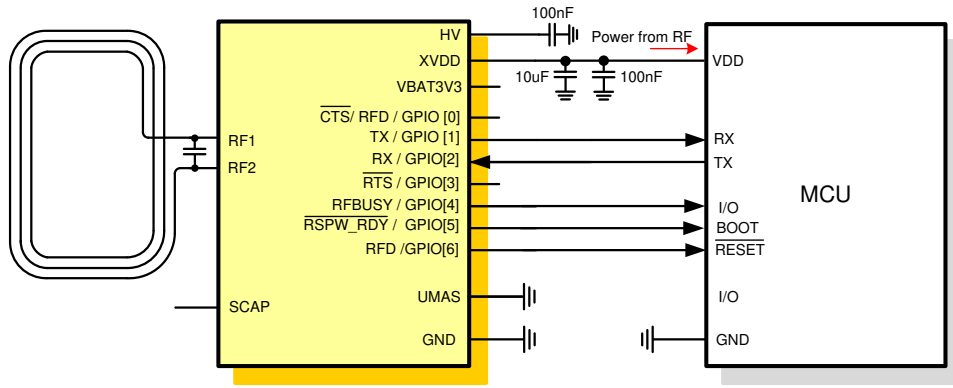 100nF
HV
Power from RF
XVDD
10uF
100nF
VDD
VBAT3V3
CTS/ RFD / GPIO [0]
TX / GPIO [1]
RX
RF1
RX / GPIO[2]
TX
RF2
RTS / GPIO[3]
MCU
RFBUSY / GPIO[4]
I/O
RSPW_RDY / GPIO[5]
BOOT
RFD /GPIO[6]
RESET
SCAP
UMAS
I/O
GND
GND